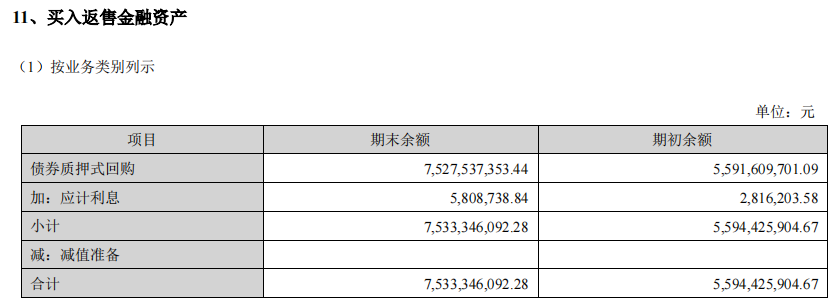 11、买入返售金融资产
（1）按业务类别列示
单位：元
项目 期末余额 期初余额
债券质押式回购 7,527,537,353.44 5,591,609,701.09
加：应计利息 5,808,738.84 2,816,203.58
小计 7,533,346,092.28 5,594,425,904.67
减：减值准备
合计 7,533,346,092.28 5,594,425,904.67